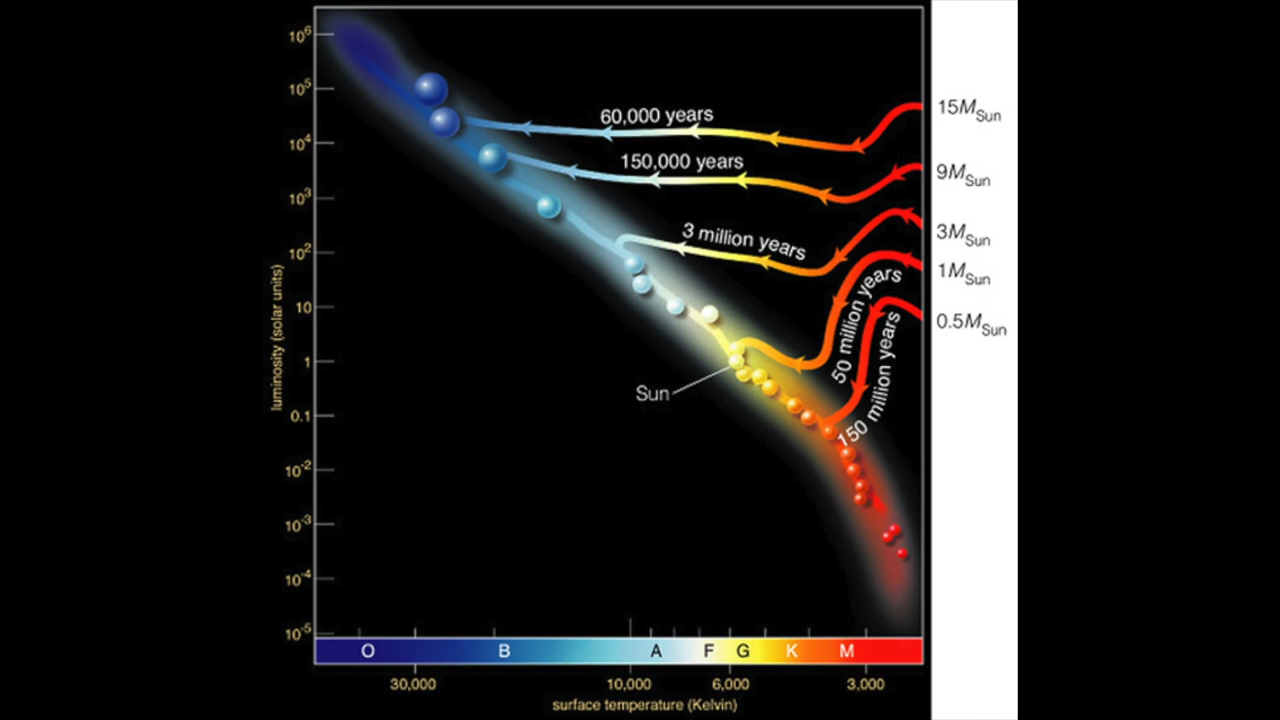 10⁶
10⁵
10⁴
10³
10²
10
1
0.1
10⁻²
10⁻³
10⁻⁴
10⁻⁵
luminosity (solar units)
60,000 years
15M_Sun
150,000 years
9M_Sun
3 million years
3M_Sun
50 million years
1M_Sun
150 million years
0.5M_Sun
Sun
O B A F G K M
30,000 10,000 6,000 3,000
surface temperature (Kelvin)